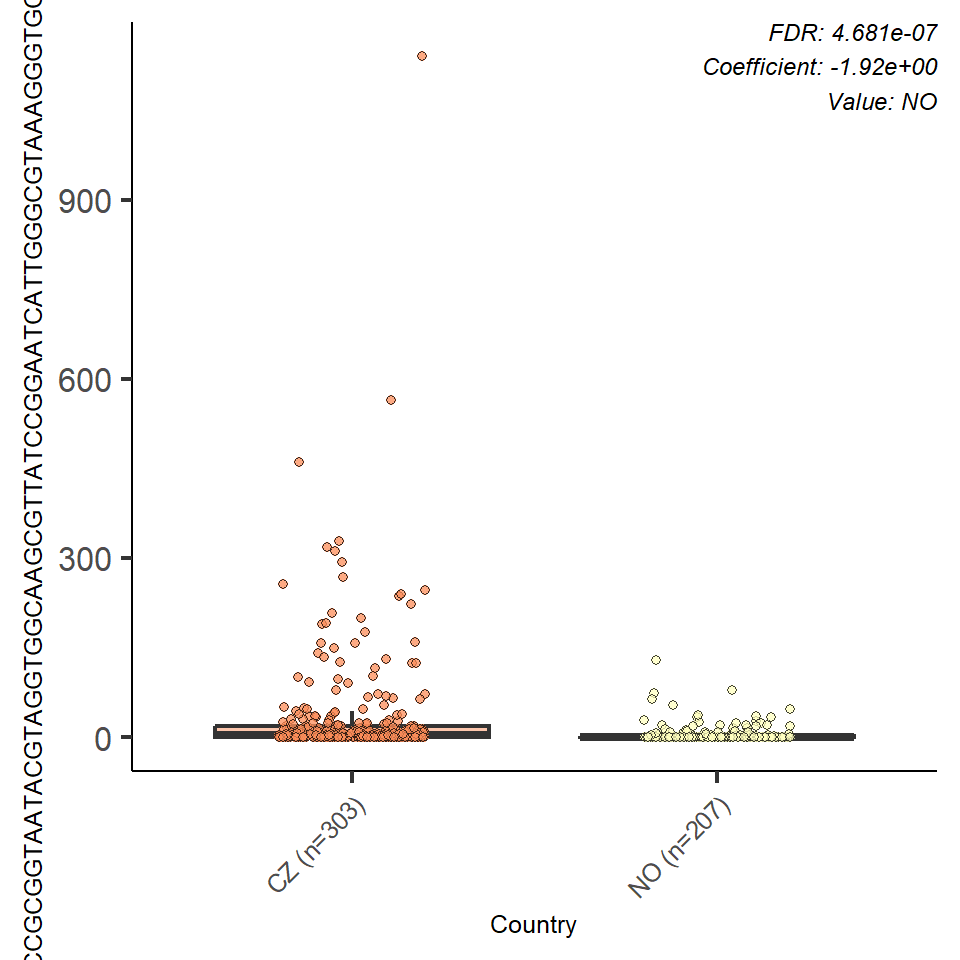 FDR: 4.681e-07
Coefficient: -1.92e+00
Value: NO
CCGCGGTAATACGTAGGTGGCAAGCGTTATCCGGAATCATTGGGCGTAAAGGGTGC
900
600
300
0
CZ (n=303)
NO (n=207)
Country